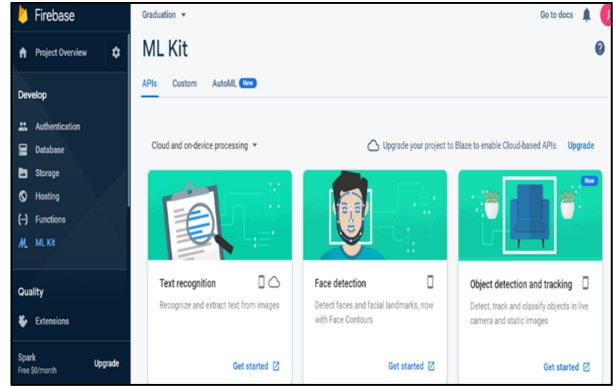 Firebase
Graduation
Go to docs
J
Project Overview
ML Kit
APIs Custom AutoML New
Develop
Authentication
Database
Storage
Hosting
Functions
ML Kit
Cloud and on-device processing
Upgrade your project to Blaze to enable Cloud-based APIs Upgrade
New
Text recognition
Recognize and extract text from images
Get started
Face detection
Detect faces and facial landmarks, now
with Face Contours
Get started
Object detection and tracking
Detect, track and classify objects in live
camera and static images
Get started
Quality
Extensions
Spark
Free $0/month
Upgrade